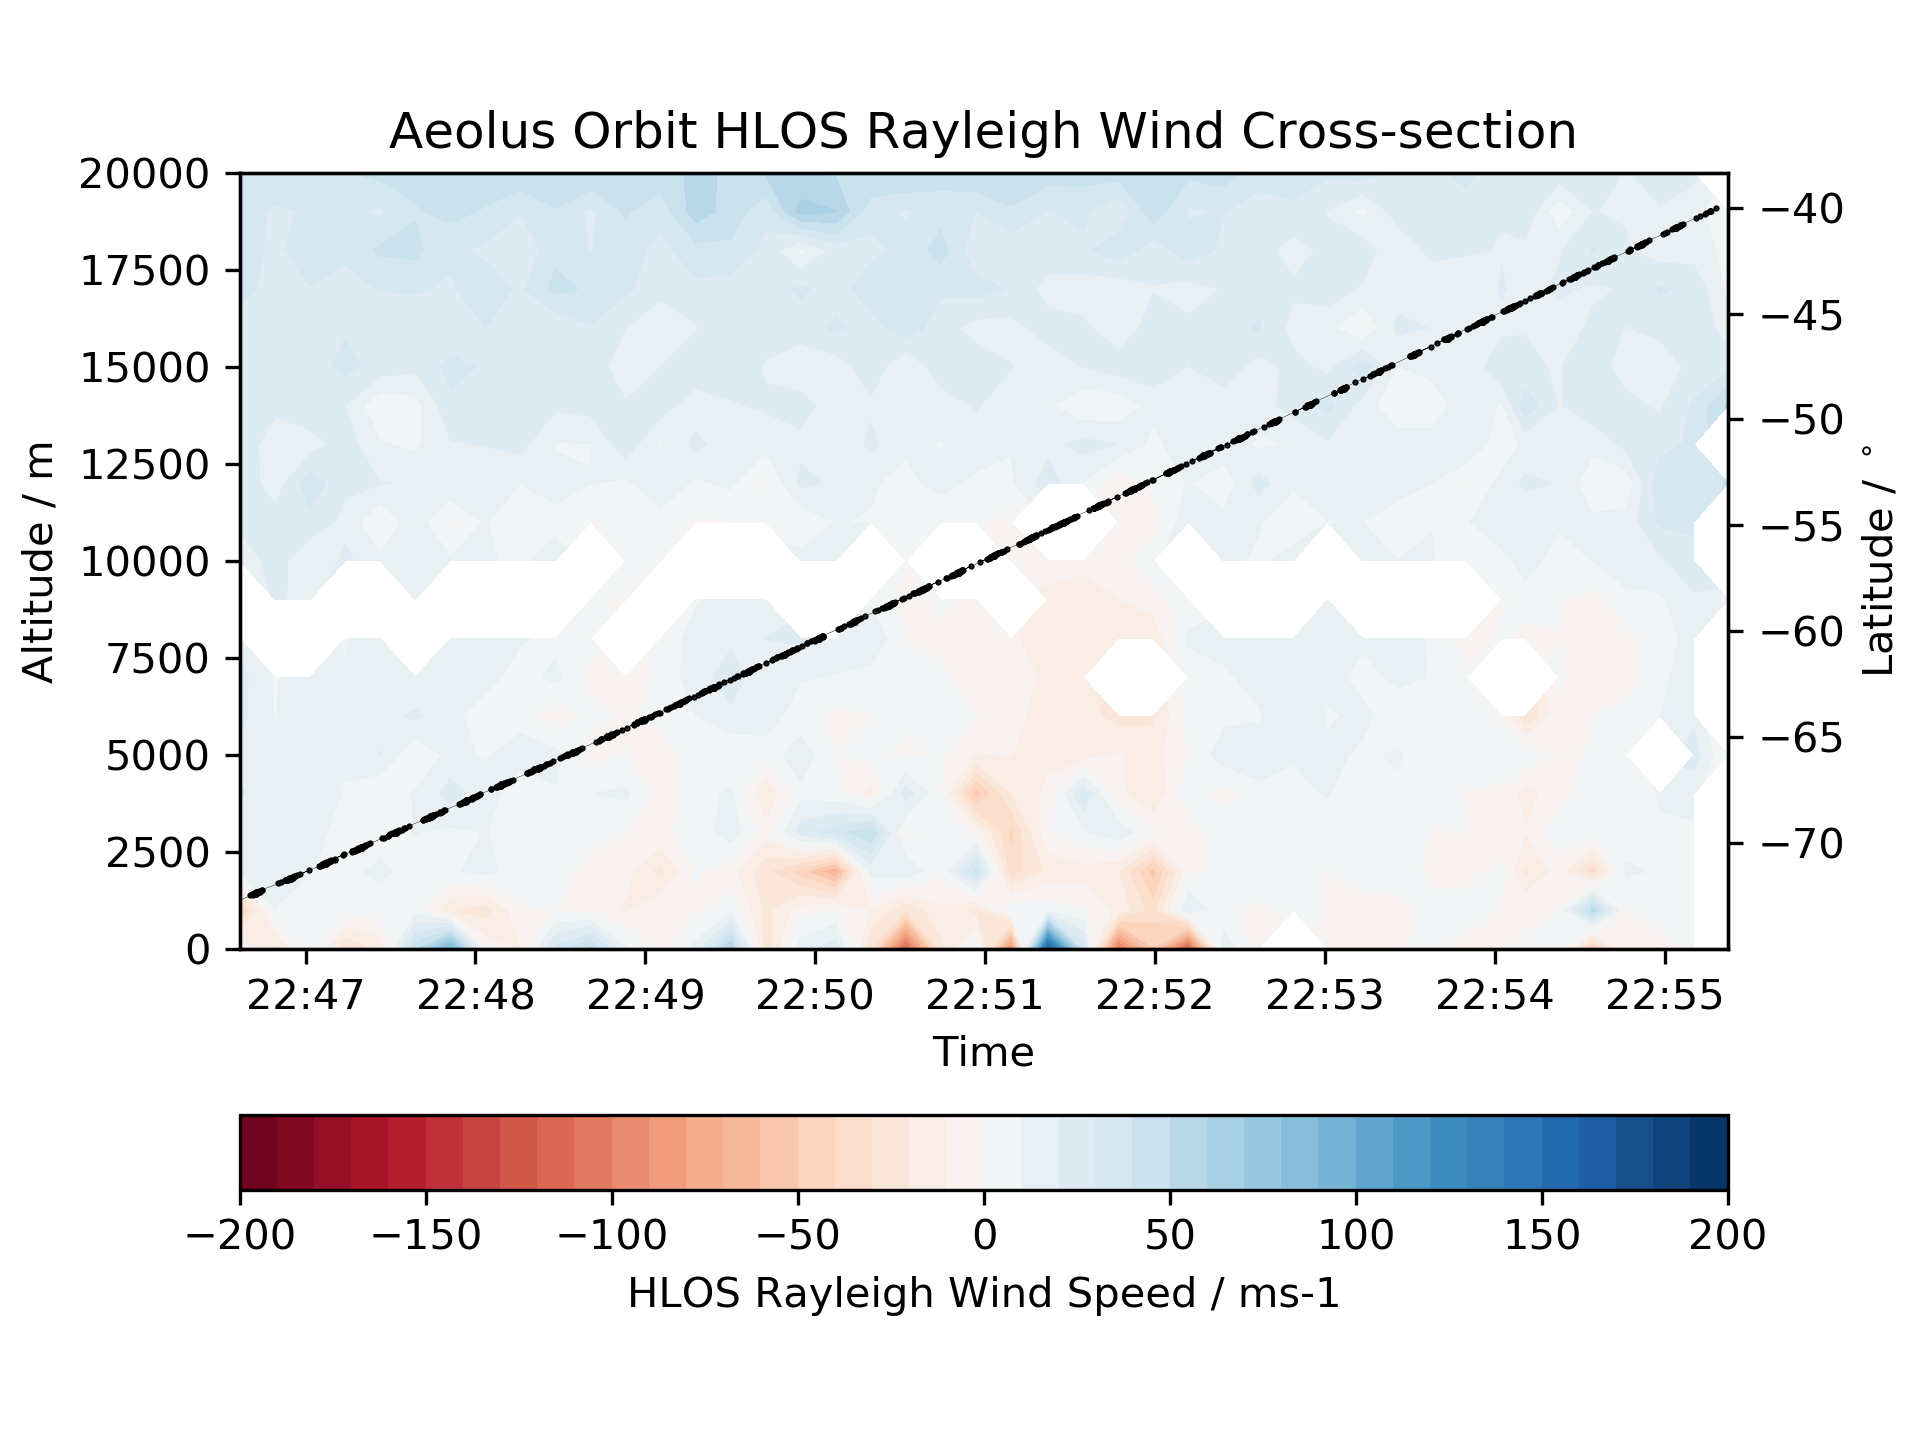 Aeolus Orbit HLOS Rayleigh Wind Cross-section
20000
17500
15000
12500
10000
7500
5000
2500
0
Altitude / m
−40
−45
−50
−55
−60
−65
−70
Latitude / °
22:47 22:48 22:49 22:50 22:51 22:52 22:53 22:54 22:55
Time
−200 −150 −100 −50 0 50 100 150 200
HLOS Rayleigh Wind Speed / ms-1